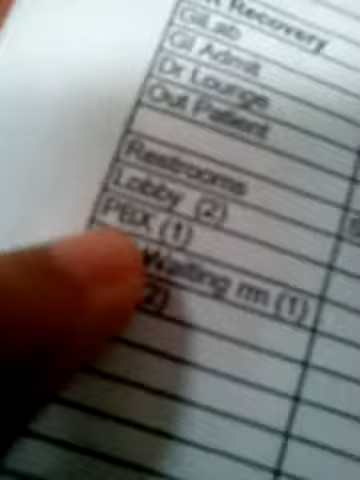 Recovery
GI Lab
GI Admit
Dr Lounge
Out Patient
Restrooms
Lobby (2)
PBX (1)
Waiting rm (1)
(2)